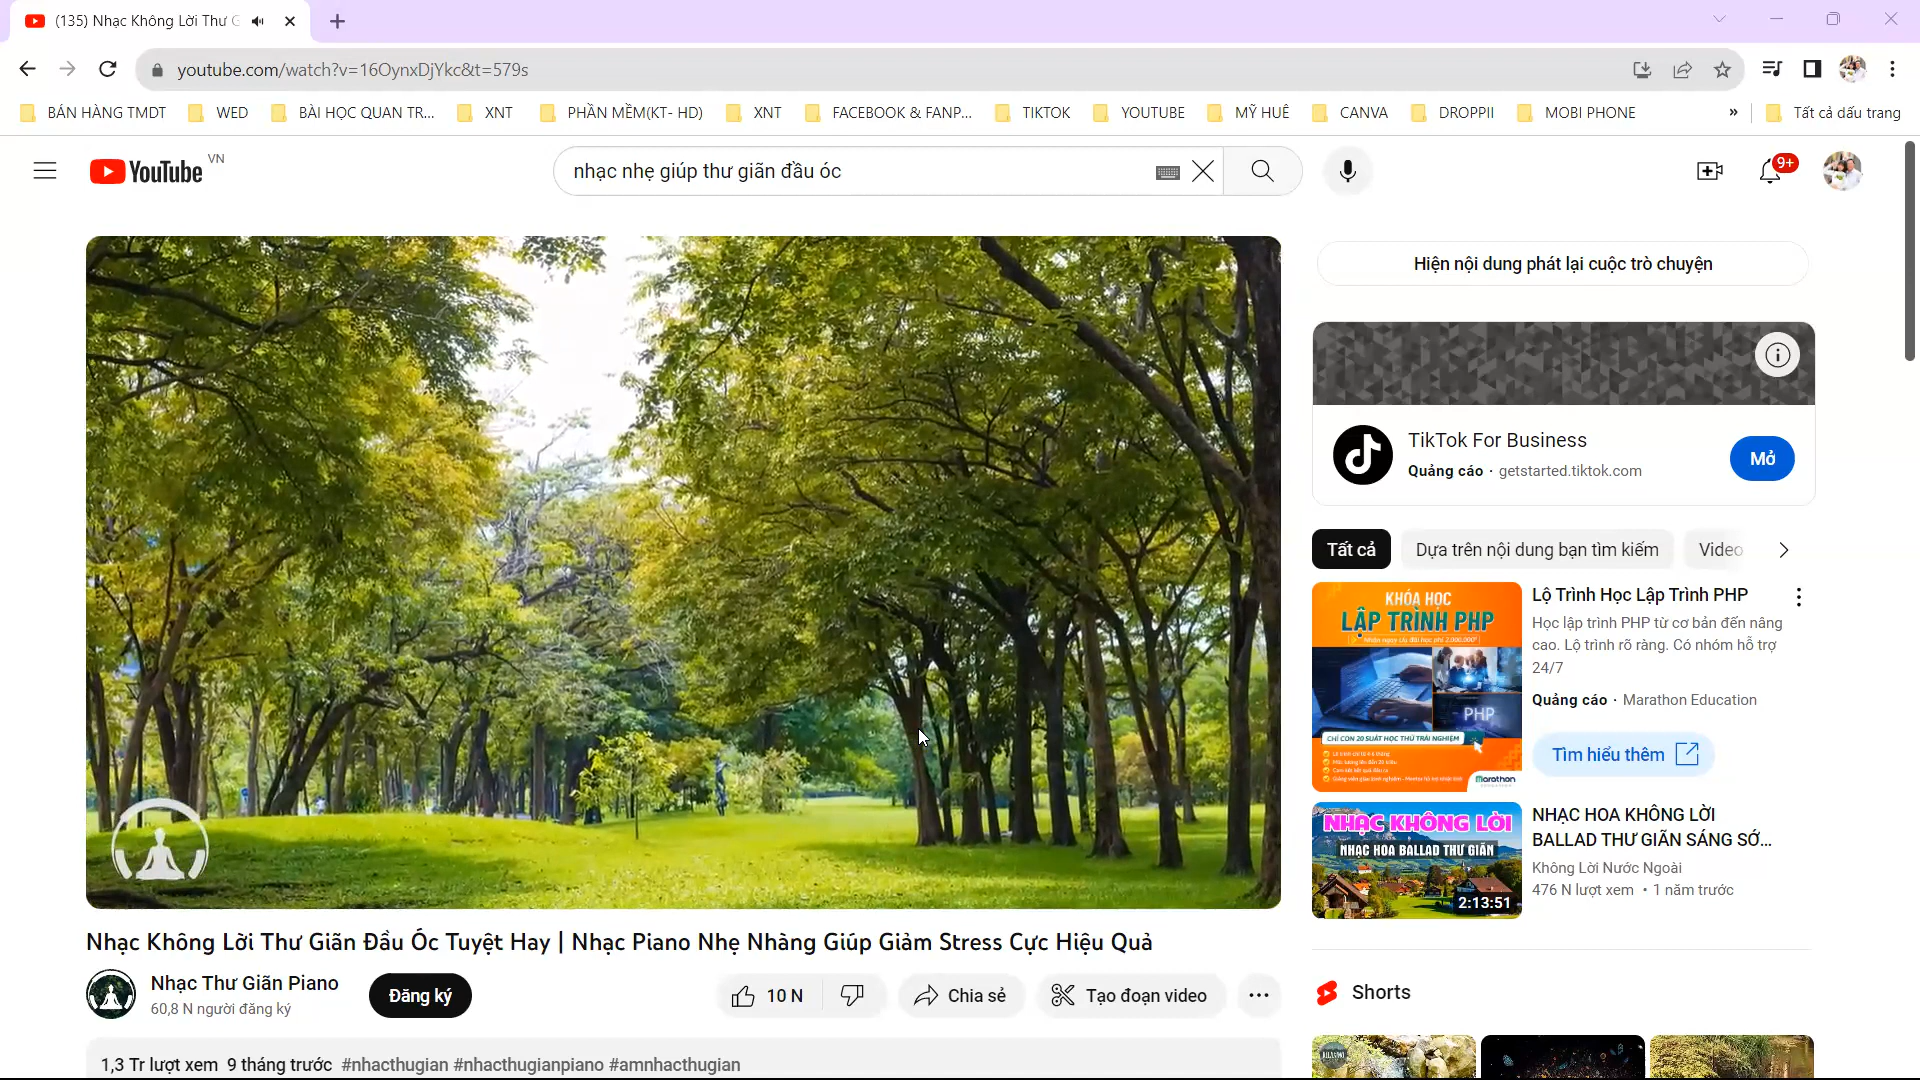 (135) Nhạc Không Lời Thư G
youtube.com/watch?v=16OynxDjYkc&t=579s
BÁN HÀNG TMDT
WED
BÀI HỌC QUAN TR...
XNT
PHẦN MỀM(KT- HD)
XNT
FACEBOOK & FANP...
TIKTOK
YOUTUBE
MỸ HUÊ
CANVA
DROPPII
MOBI PHONE
»
Tất cả dấu trang
YouTube VN
nhạc nhẹ giúp thư giãn đầu óc
9+
Hiện nội dung phát lại cuộc trò chuyện
TikTok For Business
Quảng cáo · getstarted.tiktok.com
Mở
Tất cả
Dựa trên nội dung bạn tìm kiếm
Video
KHÓA HỌC
LẬP TRÌNH PHP
PHP
CHỈ CÒN 20 SUẤT HỌC THỬ TRẢI NGHIỆM
marathon
Lộ Trình Học Lập Trình PHP
Học lập trình PHP từ cơ bản đến nâng
cao. Lộ trình rõ ràng. Có nhóm hỗ trợ
24/7
Quảng cáo · Marathon Education
Tìm hiểu thêm
NHẠC KHÔNG LỜI
NHẠC HOA BALLAD THƯ GIÃN
2:13:51
NHẠC HOA KHÔNG LỜI
BALLAD THƯ GIÃN SÁNG SỚ...
Không Lời Nước Ngoài
476 N lượt xem • 1 năm trước
Shorts
Nhạc Không Lời Thư Giãn Đầu Óc Tuyệt Hay | Nhạc Piano Nhẹ Nhàng Giúp Giảm Stress Cực Hiệu Quả
Nhạc Thư Giãn Piano
60,8 N người đăng ký
Đăng ký
10 N
Chia sẻ
Tạo đoạn video
1,3 Tr lượt xem 9 tháng trước #nhacthugian #nhacthugianpiano #amnhacthugian